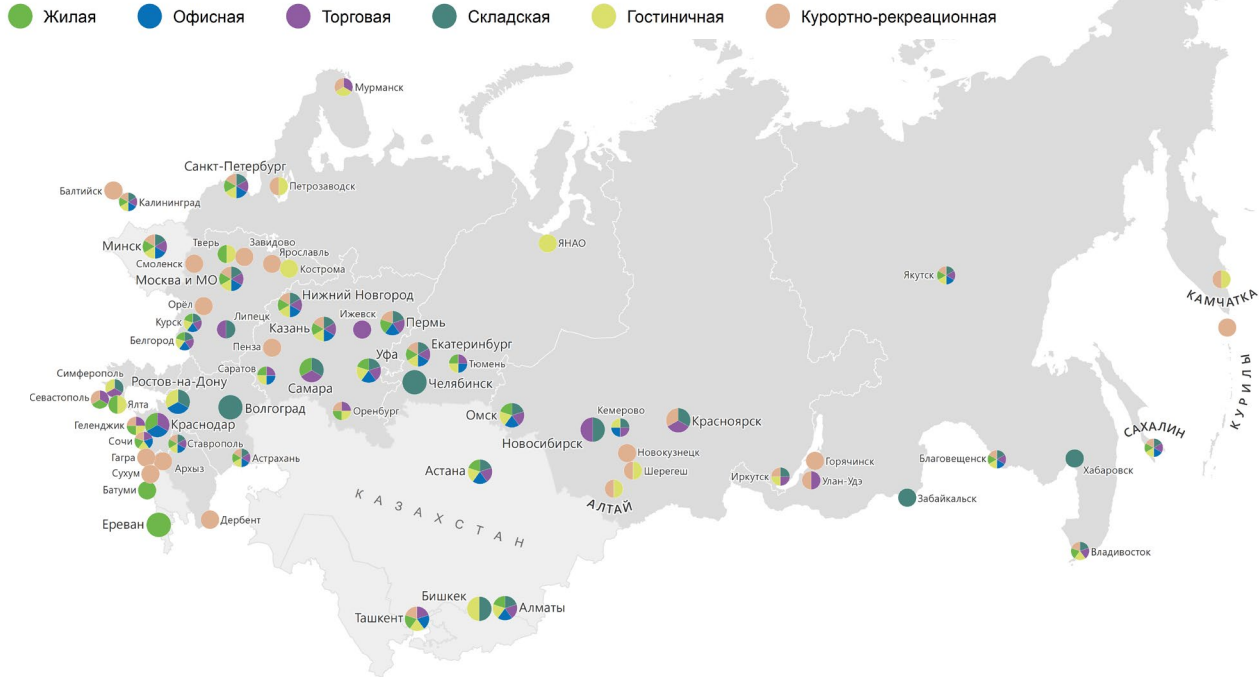 Жилая
Офисная
Торговая
Складская
Гостиничная
Курортно-рекреационная
Мурманск
Санкт-Петербург
Петрозаводск
Балтийск
Калининград
Минск
Тверь
Завидово
Ярославль
Смоленск
Кострома
Москва и МО
ЯНАО
Якутск
КАМЧАТКА
КУРИЛЫ
САХАЛИН
Орёл
Нижний Новгород
Курск
Липецк
Казань
Ижевск
Пермь
Белгород
Пенза
Уфа
Екатеринбург
Тюмень
Саратов
Самара
Челябинск
Симферополь
Ростов-на-Дону
Севастополь
Ялта
Волгоград
Оренбург
Омск
Кемерово
Новосибирск
Красноярск
Геленджик
Краснодар
Сочи
Ставрополь
Астрахань
Гагра
Архыз
Сухум
Батуми
Ереван
Дербент
Астана
КАЗАХСТАН
Новокузнецк
Шерегеш
АЛТАЙ
Иркутск
Горячинск
Улан-Удэ
Благовещенск
Хабаровск
Забайкальск
Владивосток
Бишкек
Ташкент
Алматы